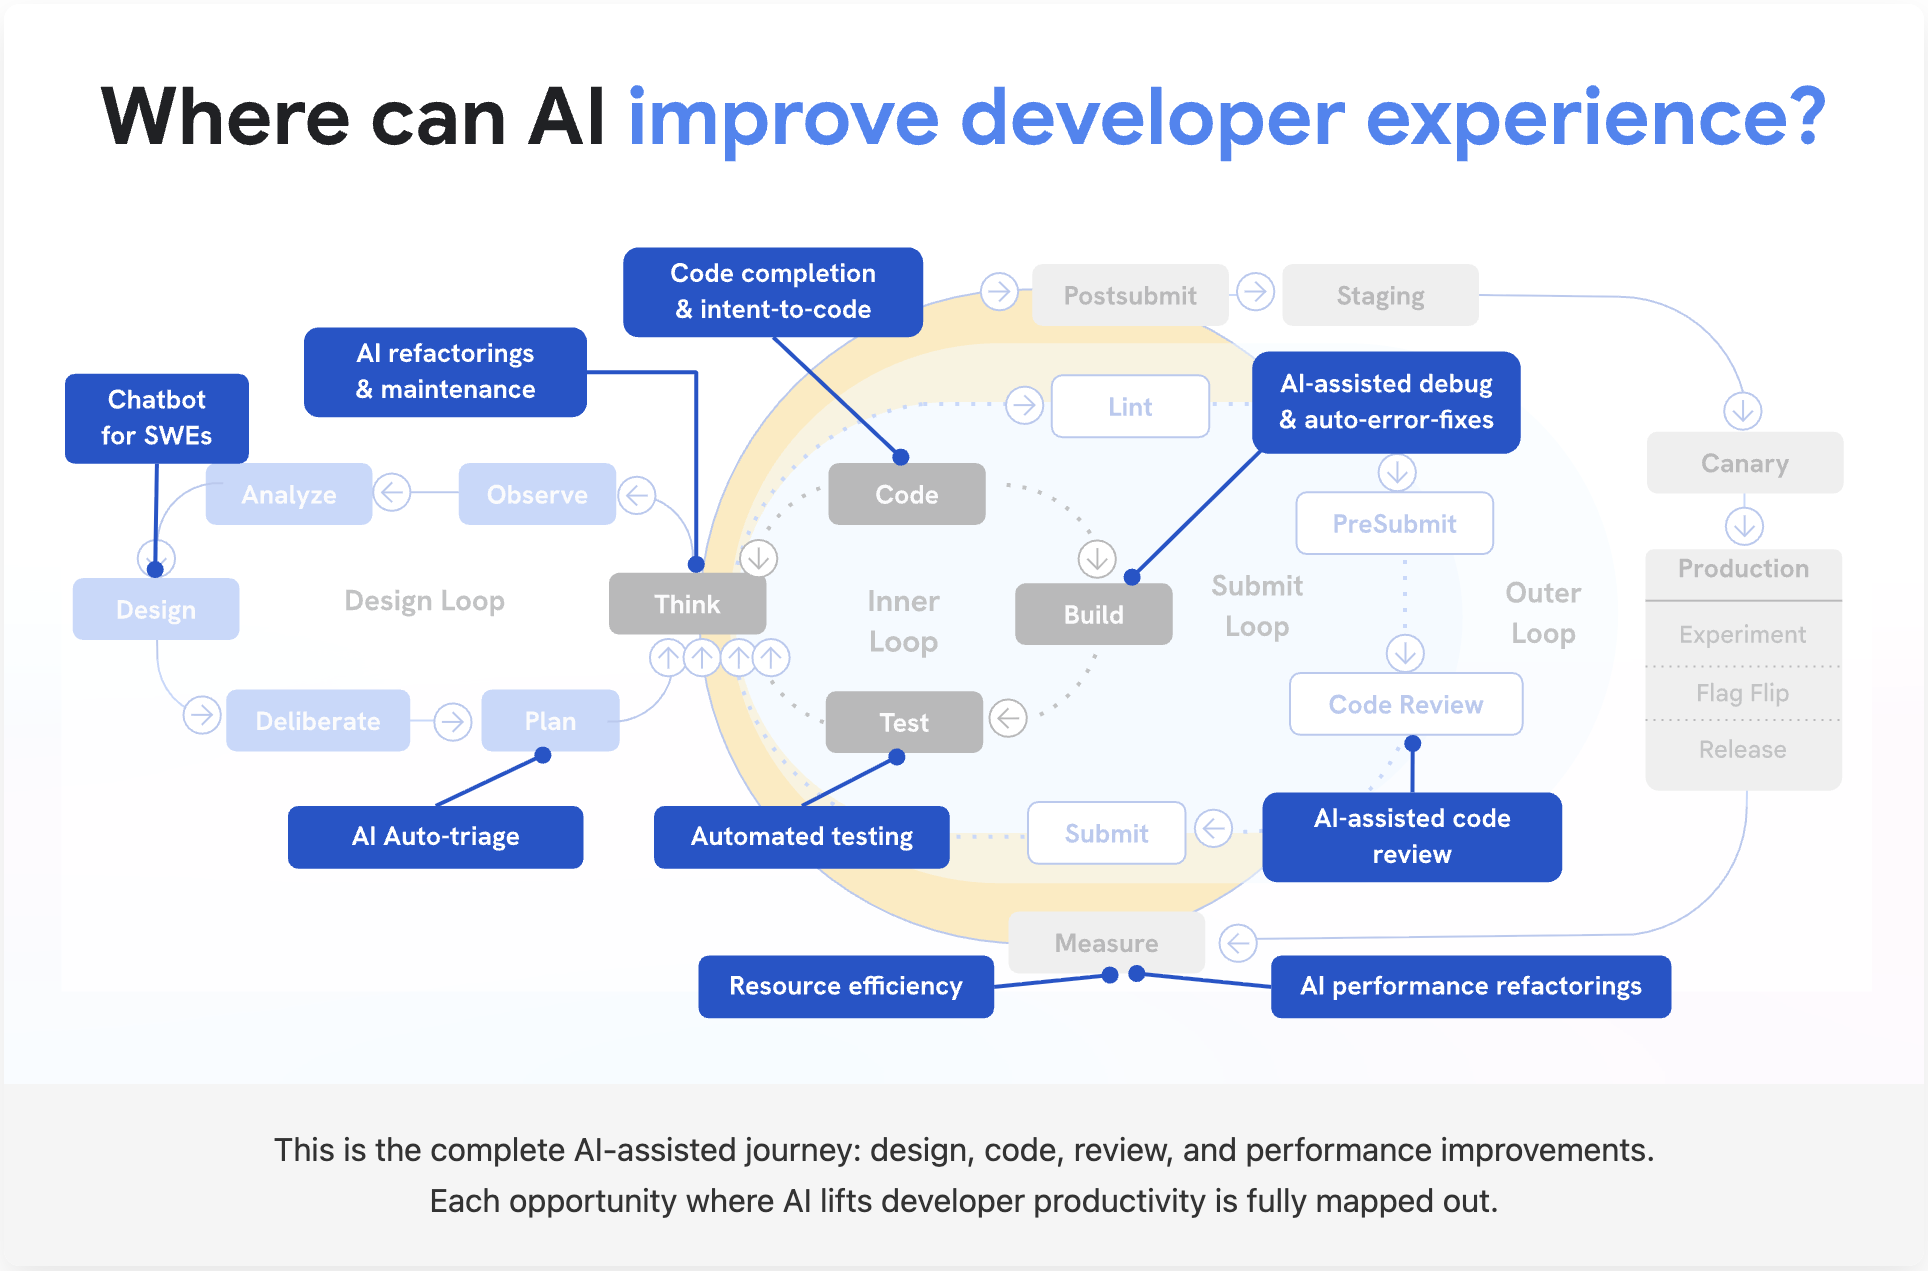 Where can AI improve developer experience?
Code completion
& intent-to-code
Postsubmit
Staging
AI refactorings
& maintenance
Chatbot
for SWEs
Lint
AI-assisted debug
& auto-error-fixes
Analyze
Observe
Code
PreSubmit
Canary
Design
Design Loop
Think
Inner
Loop
Build
Submit
Loop
Outer
Loop
Production
Experiment
Flag Flip
Release
Deliberate
Plan
Test
Code Review
AI Auto-triage
Automated testing
Submit
AI-assisted code
review
Measure
Resource efficiency
AI performance refactorings
This is the complete AI-assisted journey: design, code, review, and performance improvements.
Each opportunity where AI lifts developer productivity is fully mapped out.